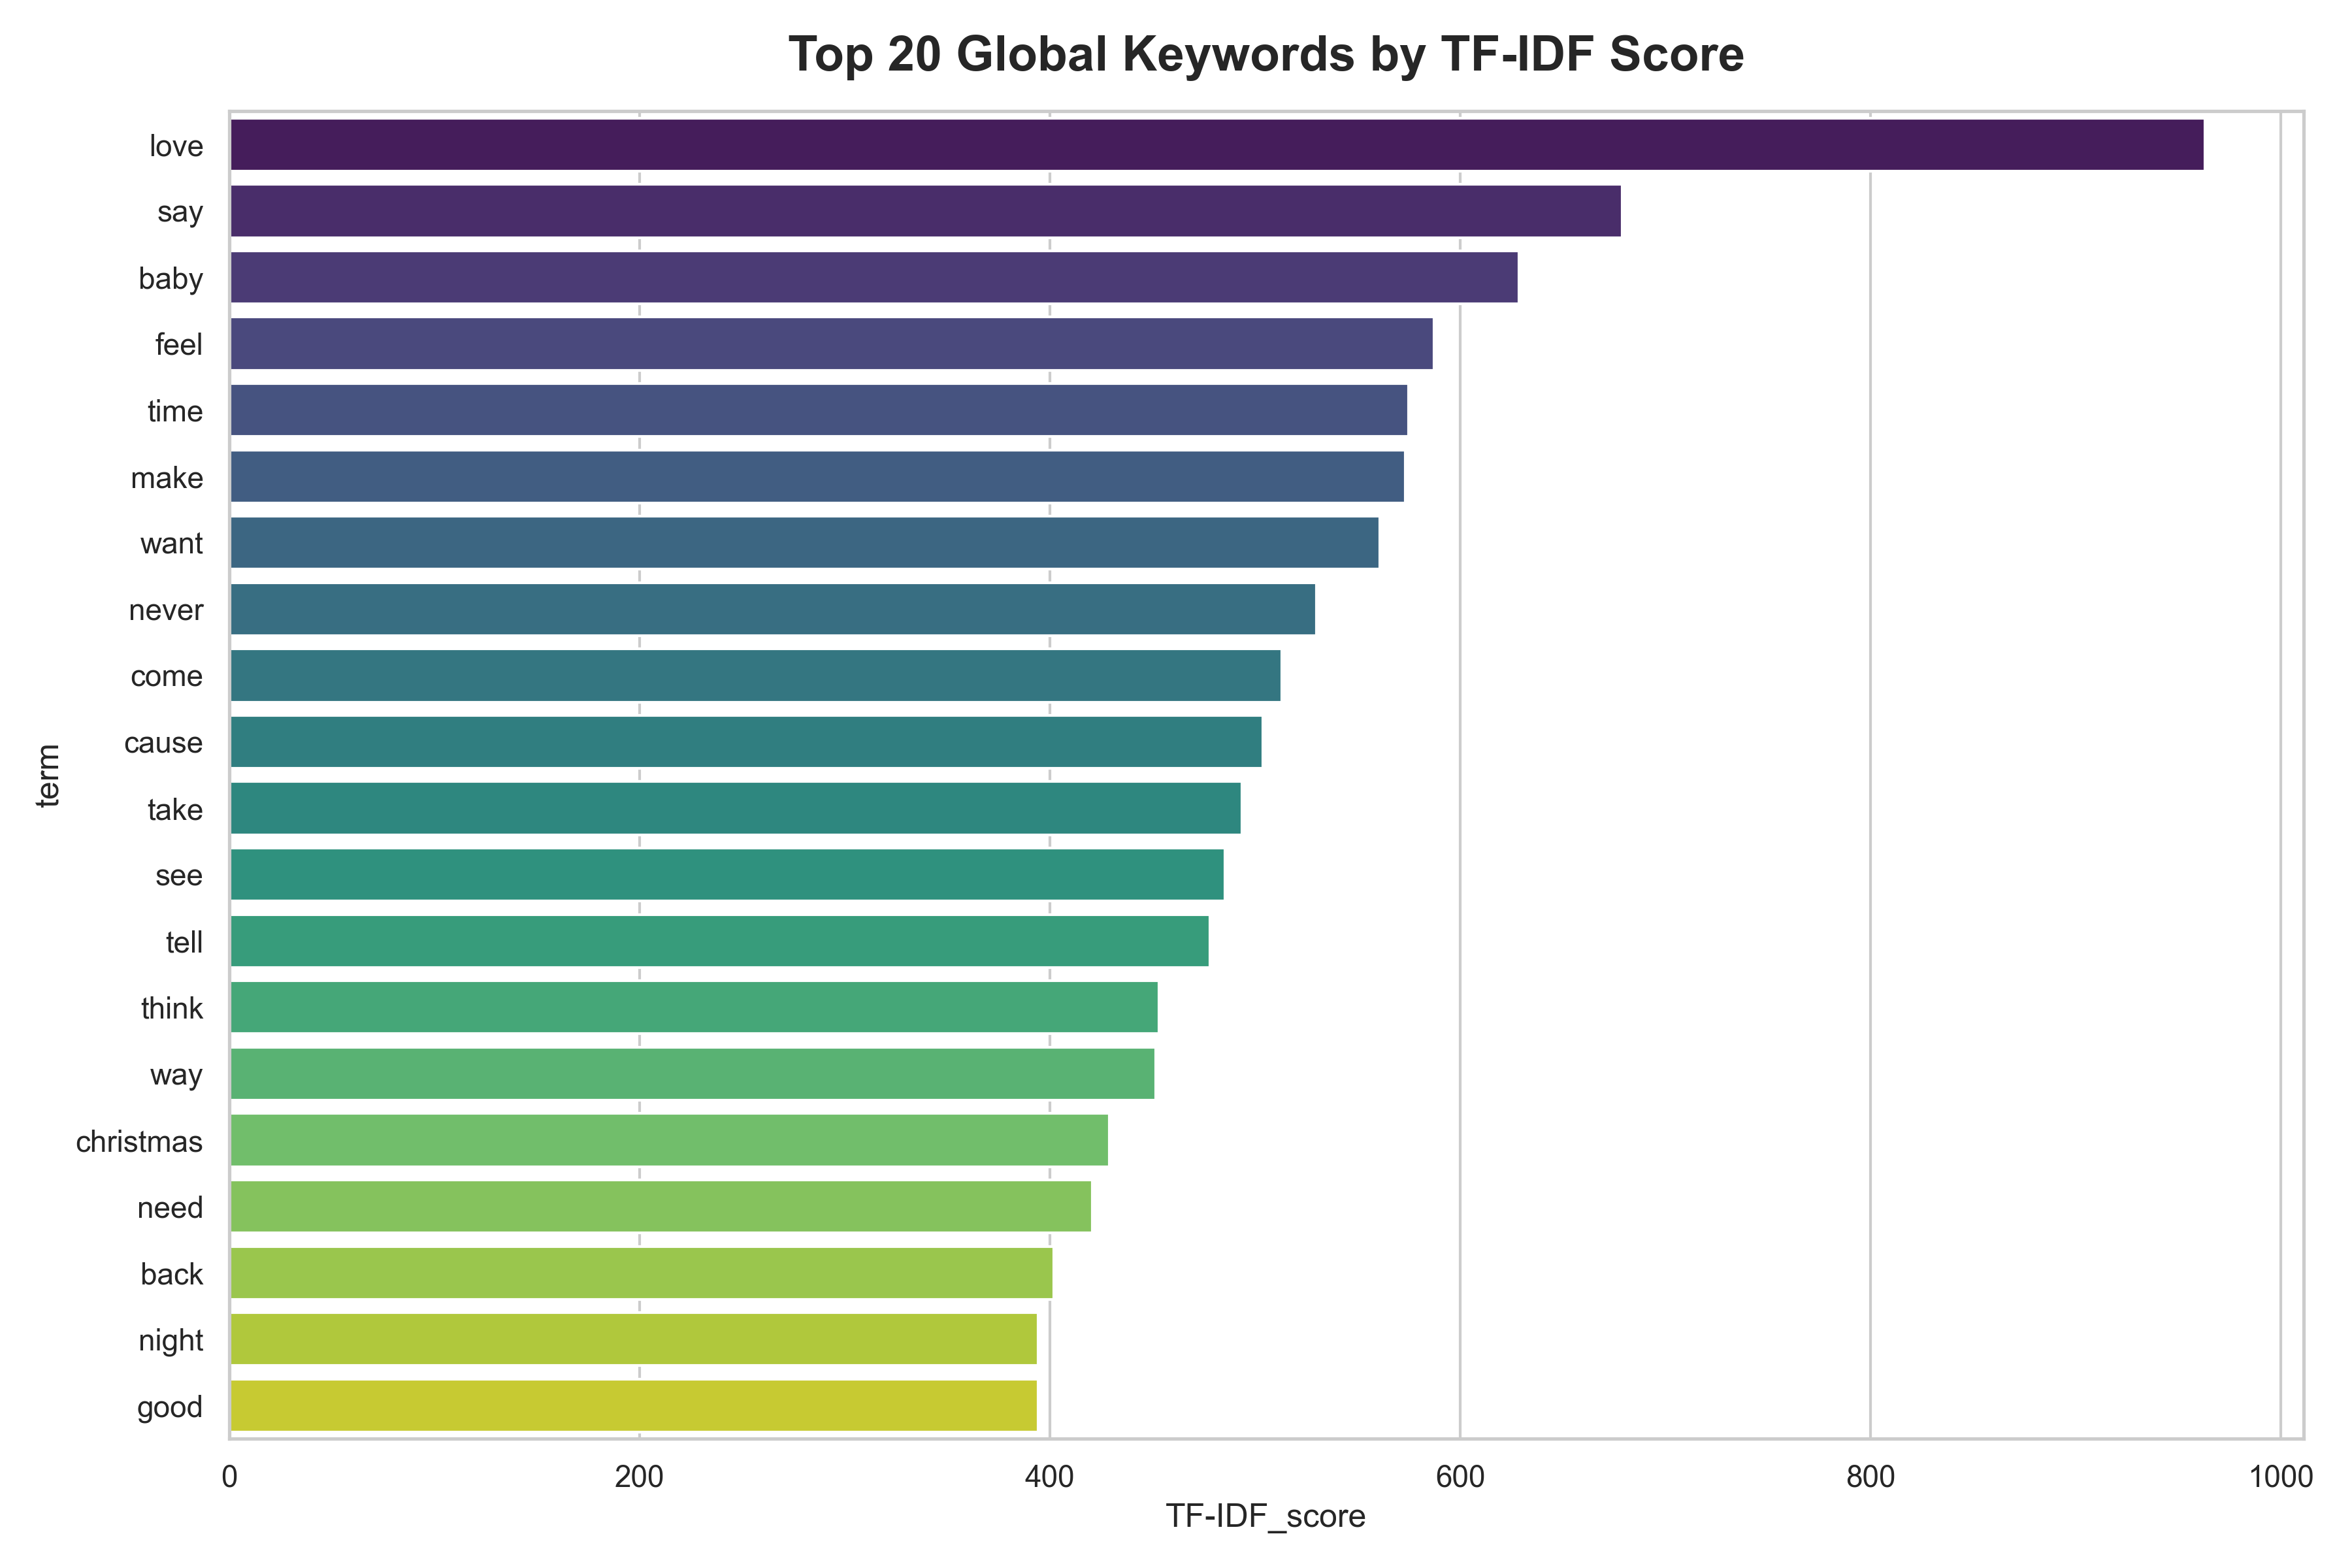 Top 20 Global Keywords by TF-IDF Score
love
say
baby
feel
time
make
want
never
come
cause
take
see
tell
think
way
christmas
need
back
night
good
term
0 200 400 600 800 1000
TF-IDF_score